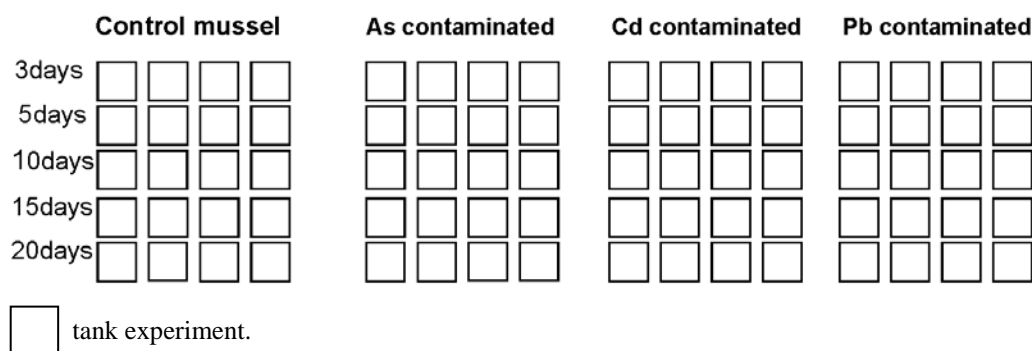 Control mussel As contaminated Cd contaminated Pb contaminated
3days
5days
10days
15days
20days
tank experiment.